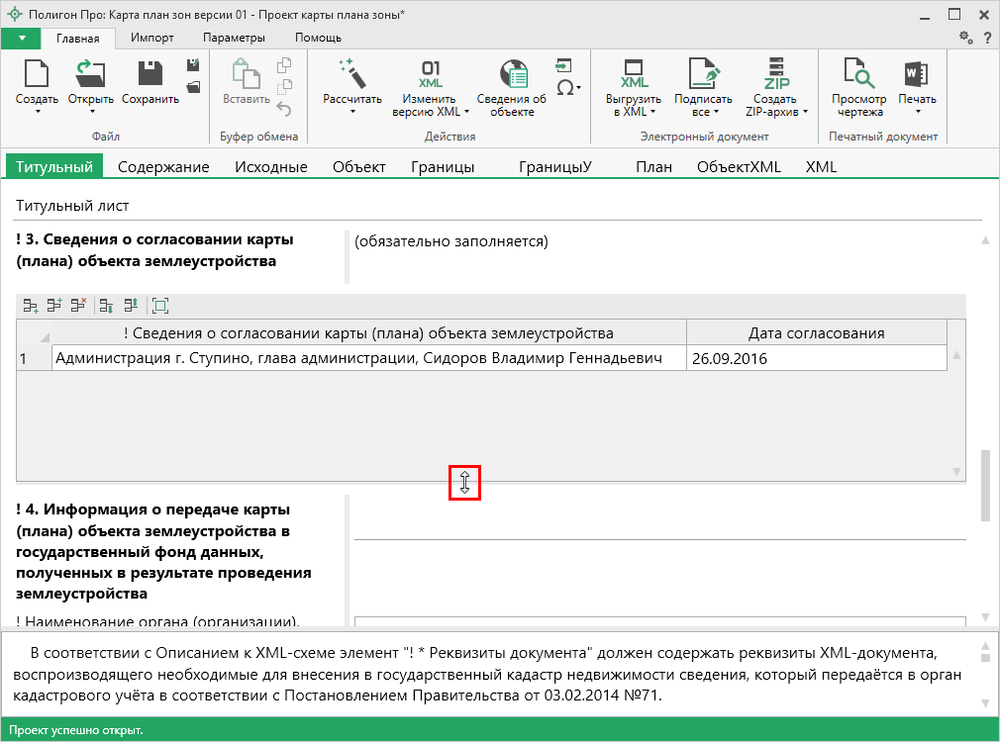 Полигон Про: Карта план зон версии 01 - Проект карты плана зоны*
Главная Импорт Параметры Помощь
?
Создать Открыть Сохранить
Файл
Вставить
Буфер обмена
Рассчитать
01 XML
Изменить версию XML
Сведения об объекте
Ω
Действия
XML
Выгрузить в XML
Подписать все
ZIP
Создать ZIP-архив
Электронный документ
Просмотр чертежа
W
Печать
Печатный документ
Титульный Содержание Исходные Объект Границы ГраницыУ План ОбъектXML XML
Титульный лист
! 3. Сведения о согласовании карты
(плана) объекта землеустройства
(обязательно заполняется)
! Сведения о согласовании карты (плана) объекта землеустройства Дата согласования
1 Администрация г. Ступино, глава администрации, Сидоров Владимир Геннадьевич 26.09.2016
! 4. Информация о передаче карты
(плана) объекта землеустройства в
государственный фонд данных,
полученных в результате проведения
землеустройства
! Наименование органа (организации),
В соответствии с Описанием к XML-схеме элемент "! * Реквизиты документа" должен содержать реквизиты XML-документа,
воспроизводящего необходимые для внесения в государственный кадастр недвижимости сведения, который передаётся в орган
кадастрового учёта в соответствии с Постановлением Правительства от 03.02.2014 №71.
Проект успешно открыт.